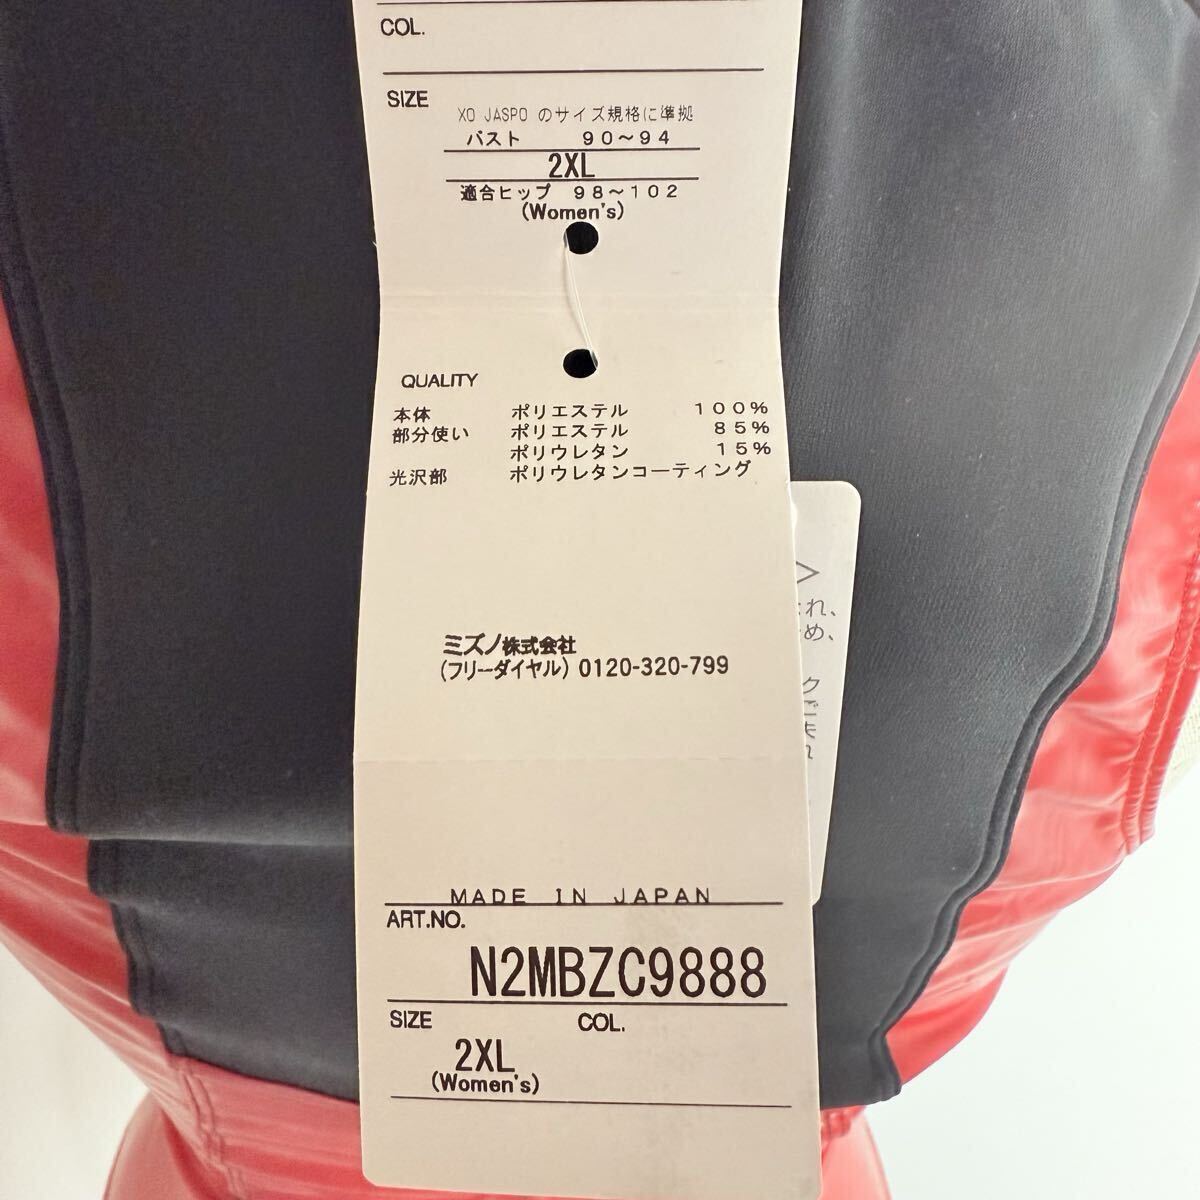 COL.
SIZE
XO JASPO のサイズ規格に準拠
バスト 90～94
2XL
適合ヒップ 98～102
(Women's)
QUALITY
本体 ポリエステル 100%
部分使い ポリエステル 85%
ポリウレタン 15%
光沢部 ポリウレタンコーティング
ミズノ株式会社
(フリーダイヤル) 0120-320-799
MADE IN JAPAN
ART.NO.
N2MBZC9888
SIZE COL.
2XL
(Women's)